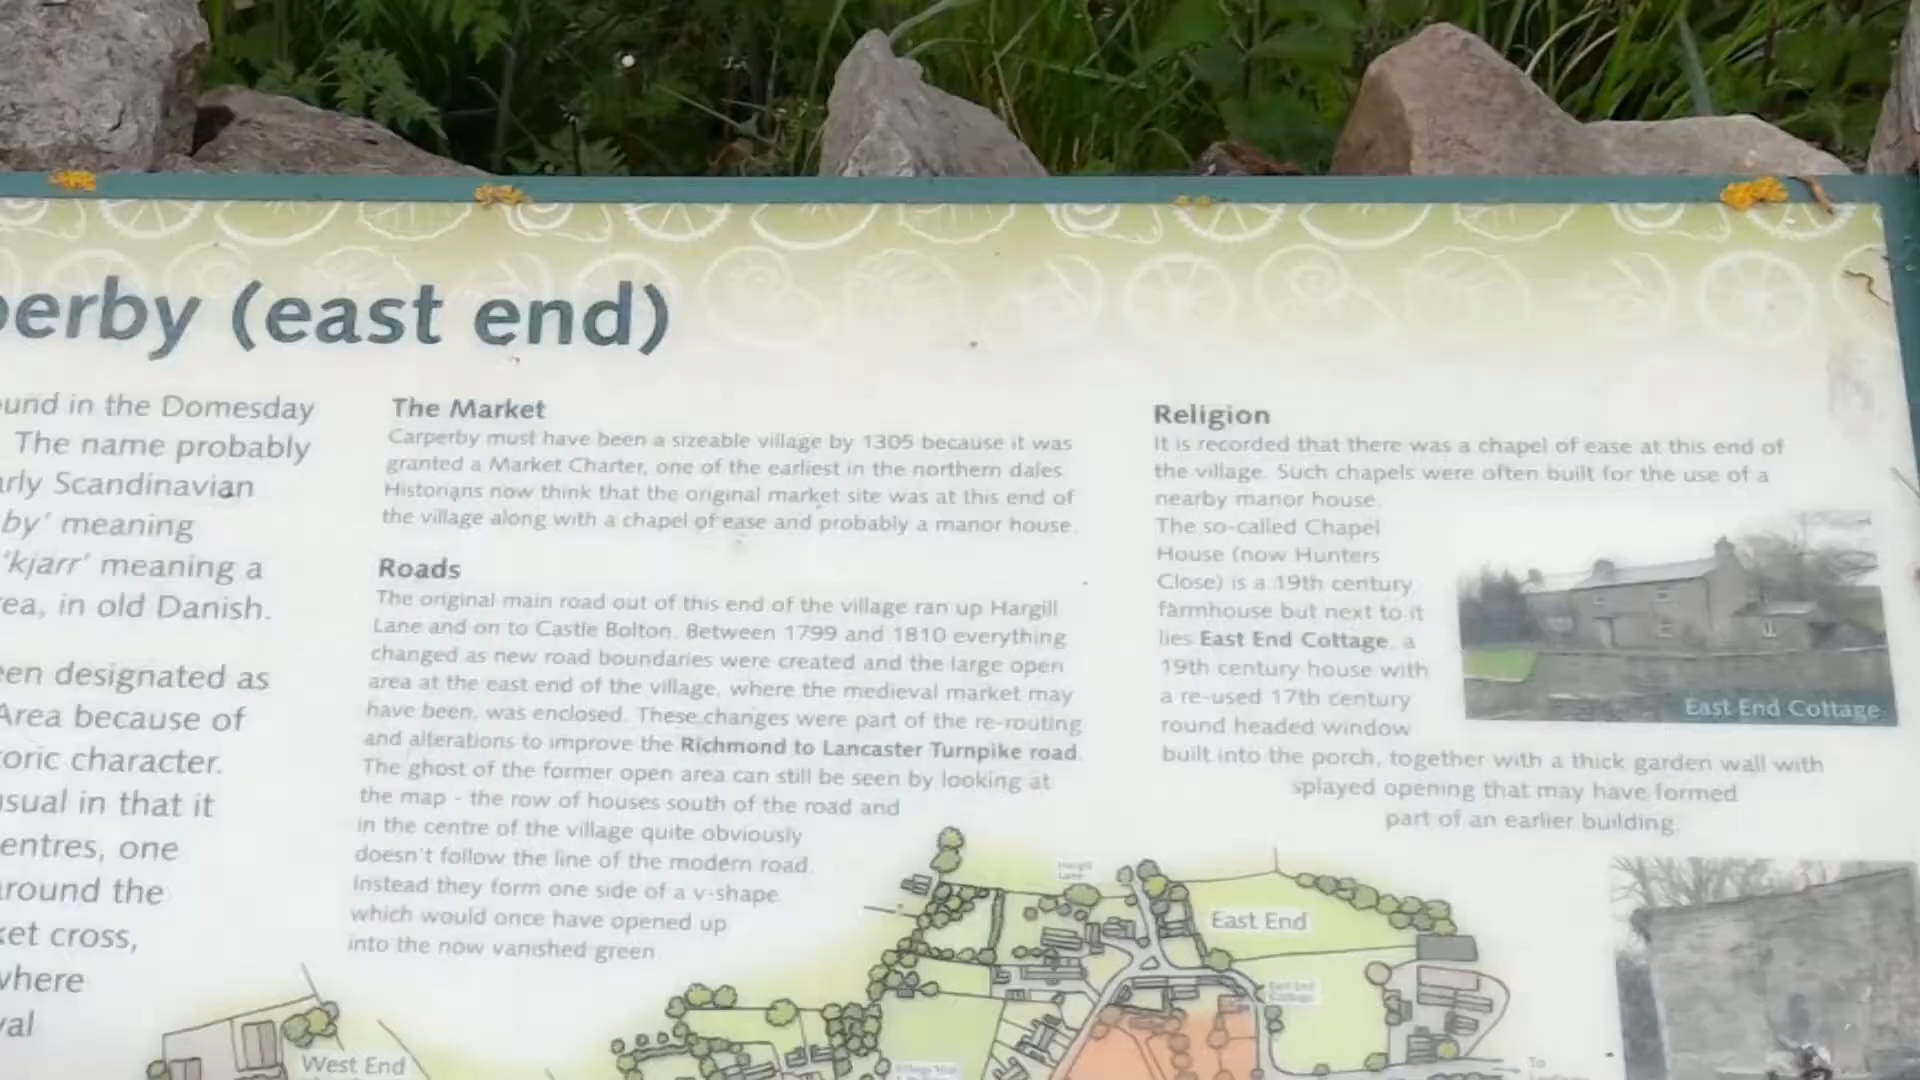 perby (east end)
ound in the Domesday
The name probably
arly Scandinavian
by' meaning
'kjarr' meaning a
rea, in old Danish.
een designated as
Area because of
toric character.
usual in that it
entres, one
around the
ket cross,
where
val
The Market
Carperby must have been a sizeable village by 1305 because it was
granted a Market Charter, one of the earliest in the northern dales.
Historians now think that the original market site was at this end of
the village along with a chapel of ease and probably a manor house.
Roads
The original main road out of this end of the village ran up Hargill
Lane and on to Castle Bolton. Between 1799 and 1810 everything
changed as new road boundaries were created and the large open
area at the east end of the village, where the medieval market may
have been, was enclosed. These changes were part of the re-routing
and alterations to improve the Richmond to Lancaster Turnpike road.
The ghost of the former open area can still be seen by looking at
the map - the row of houses south of the road and
in the centre of the village quite obviously
doesn't follow the line of the modern road.
Instead they form one side of a v-shape
which would once have opened up
into the now vanished green
Religion
It is recorded that there was a chapel of ease at this end of
the village. Such chapels were often built for the use of a
nearby manor house.
The so-called Chapel
House (now Hunters
Close) is a 19th century
farmhouse but next to it
lies East End Cottage, a
19th century house with
a re-used 17th century
round headed window
built into the porch, together with a thick garden wall with
splayed opening that may have formed
part of an earlier building.
East End Cottage
Hargill
Lane
East End
East End
Cottage
West End
To